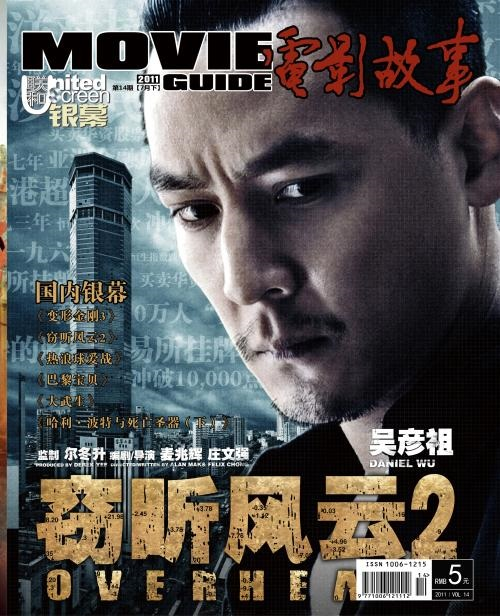 MOVIE
電影故事
2011
GUIDE
第14期 [7月下]
联和
United
Screen
银幕
国内银幕
《变形金刚3》
《窃听风云2》
《热浪球爱战》
《巴黎宝贝》
《大武生》
《哈利·波特与死亡圣器（下）》
吴彦祖
DANIEL WU
监制 尔冬升 编剧/导演 麦兆辉 庄文强
PRODUCED BY DEREK YEE DIRECTED/WRITTEN BY ALAN MAK& FELIX CHONG
窃听风云2
OVERHEA
ISSN 1006-1215
14
9 771006 121112
RMB 5元
2011 | VOL 14